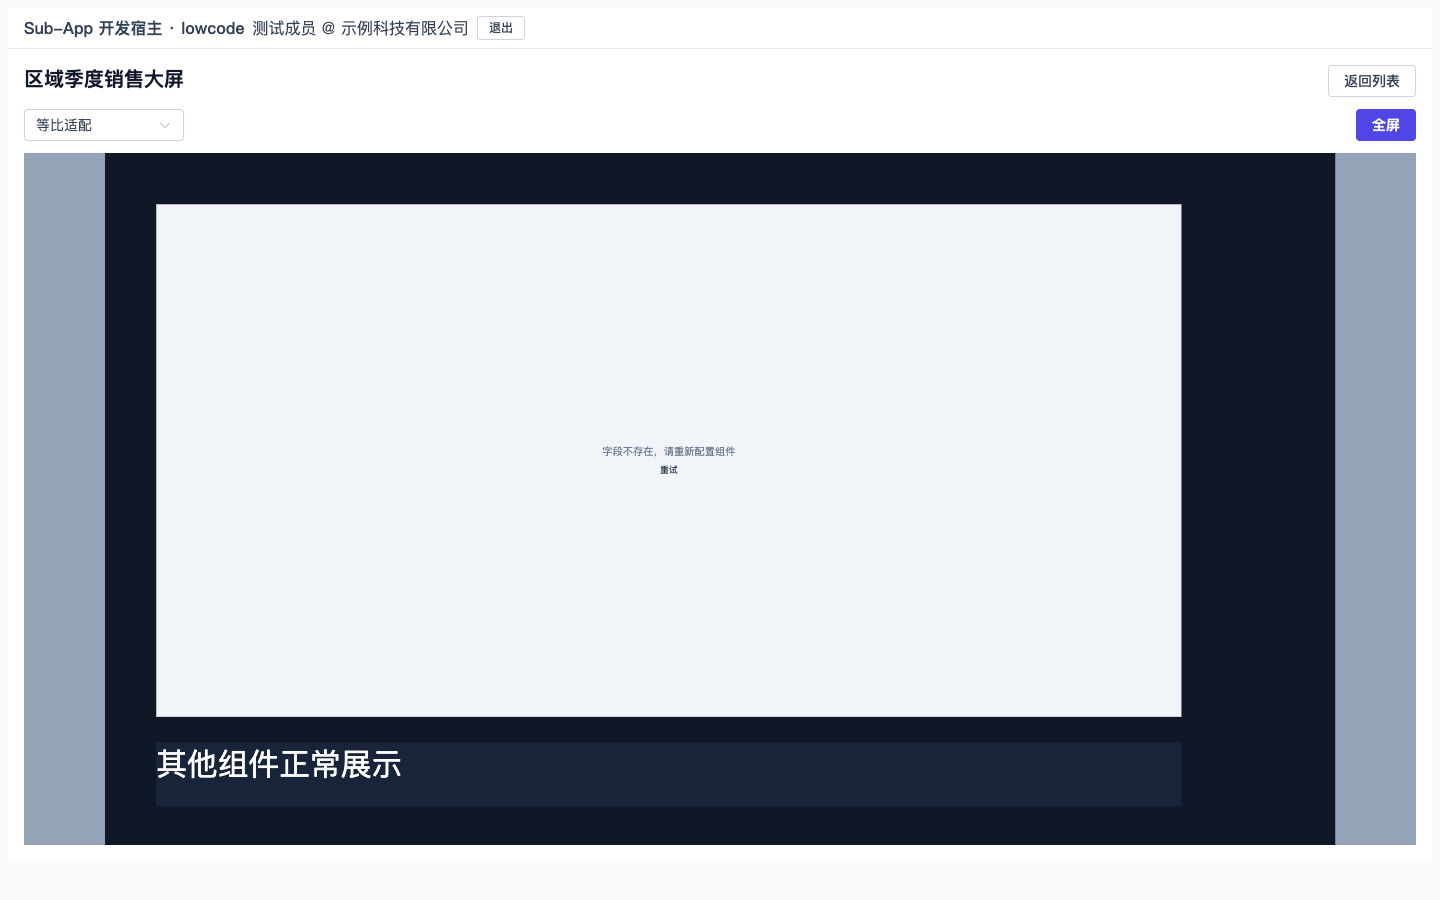 Sub-App 开发宿主 · lowcode 测试成员 @ 示例科技有限公司 退出
区域季度销售大屏 返回列表
等比适配 全屏
字段不存在，请重新配置组件
重试
其他组件正常展示